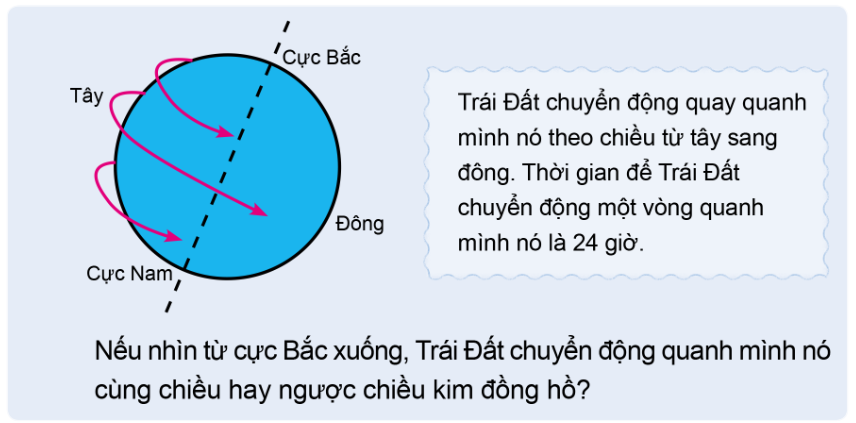 Cực Bắc
Tây
Đông
Cực Nam
Trái Đất chuyển động quay quanh
mình nó theo chiều từ tây sang
đông. Thời gian để Trái Đất
chuyển động một vòng quanh
mình nó là 24 giờ.
Nếu nhìn từ cực Bắc xuống, Trái Đất chuyển động quanh mình nó
cùng chiều hay ngược chiều kim đồng hồ?